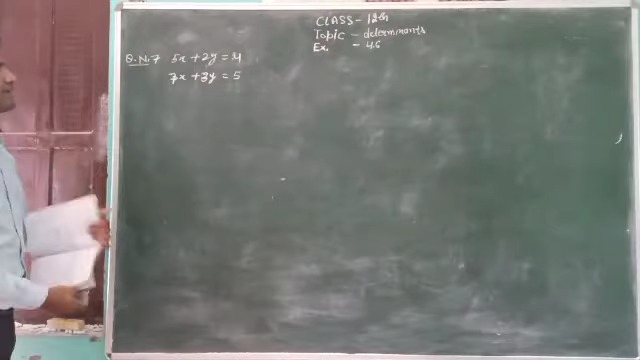 CLASS - 12th
Topic - determinants
Ex. - 4.6
Q.N.7 5x + 2y = 4
7x + 3y = 5